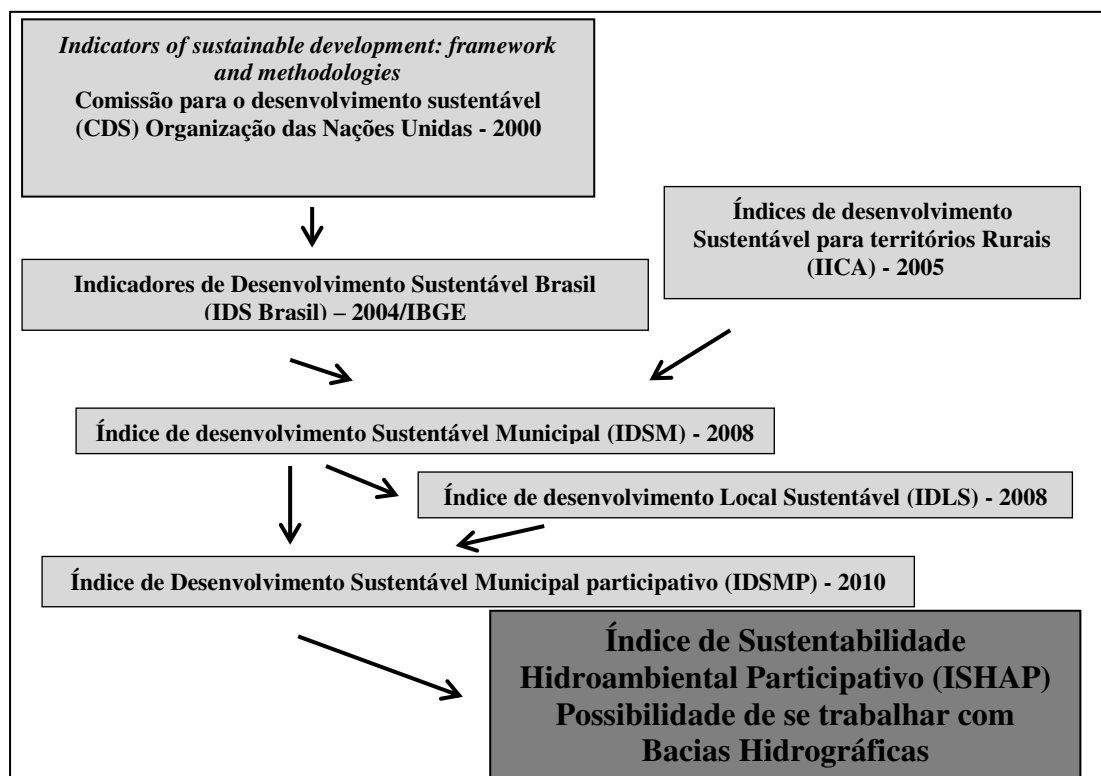 Indicators of sustainable development: framework
and methodologies
Comissão para o desenvolvimento sustentável
(CDS) Organização das Nações Unidas - 2000
Índices de desenvolvimento
Sustentável para territórios Rurais
(IICA) - 2005
Indicadores de Desenvolvimento Sustentável Brasil
(IDS Brasil) – 2004/IBGE
Índice de desenvolvimento Sustentável Municipal (IDSM) - 2008
Índice de desenvolvimento Local Sustentável (IDLS) - 2008
Índice de Desenvolvimento Sustentável Municipal participativo (IDSMP) - 2010
Índice de Sustentabilidade
Hidroambiental Participativo (ISHAP)
Possibilidade de se trabalhar com
Bacias Hidrográficas